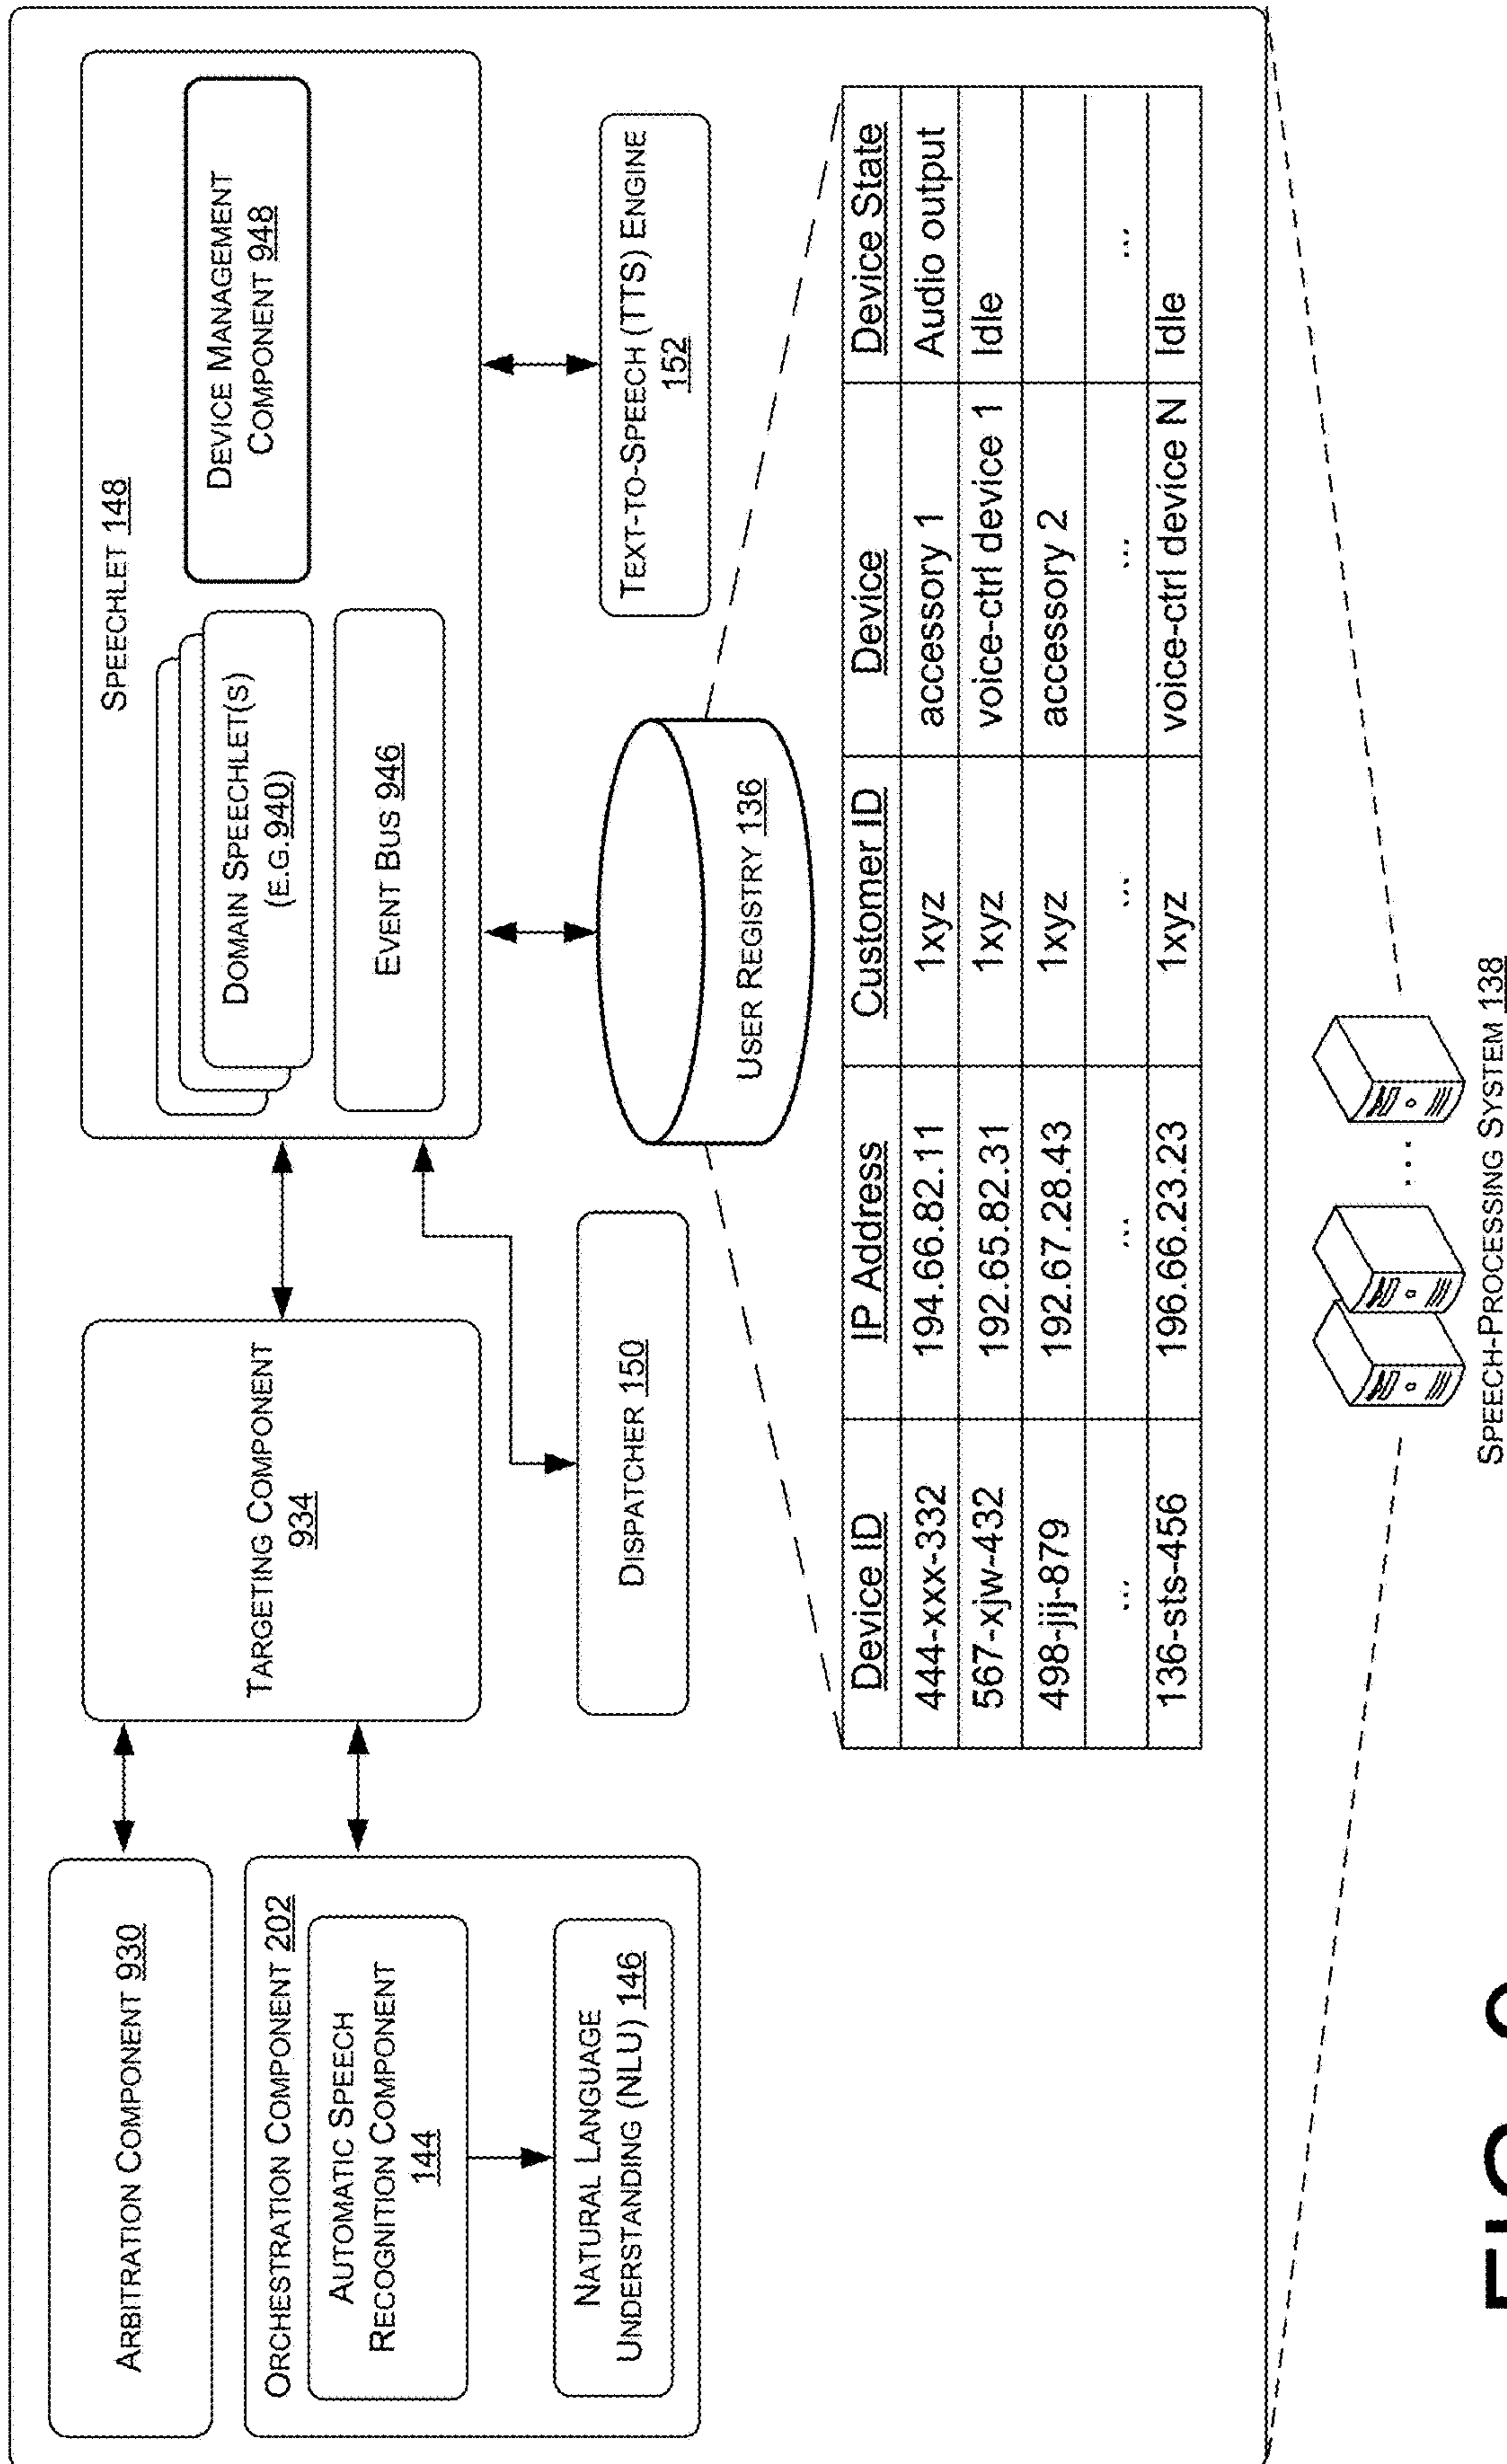 ARBITRATION COMPONENT 930
ORCHESTRATION COMPONENT 202
AUTOMATIC SPEECH
RECOGNITION COMPONENT
144
NATURAL LANGUAGE
UNDERSTANDING (NLU) 146
TARGETING COMPONENT
934
DISPATCHER 150
SPEECHLET 148
DOMAIN SPEECHLET(S)
(E.G.940)
EVENT BUS 946
DEVICE MANAGEMENT
COMPONENT 948
TEXT-TO-SPEECH (TTS) ENGINE
152
USER REGISTRY 136
Device ID IP Address Customer ID Device Device State
444-xxx-332 194.66.82.11 1xyz accessory 1 Audio output
567-xjw-432 192.65.82.31 1xyz voice-ctrl device 1 Idle
498-jij-879 192.67.28.43 1xyz accessory 2
... ... ... ... ...
136-sts-456 196.66.23.23 1xyz voice-ctrl device N Idle
...
SPEECH-PROCESSING SYSTEM 138